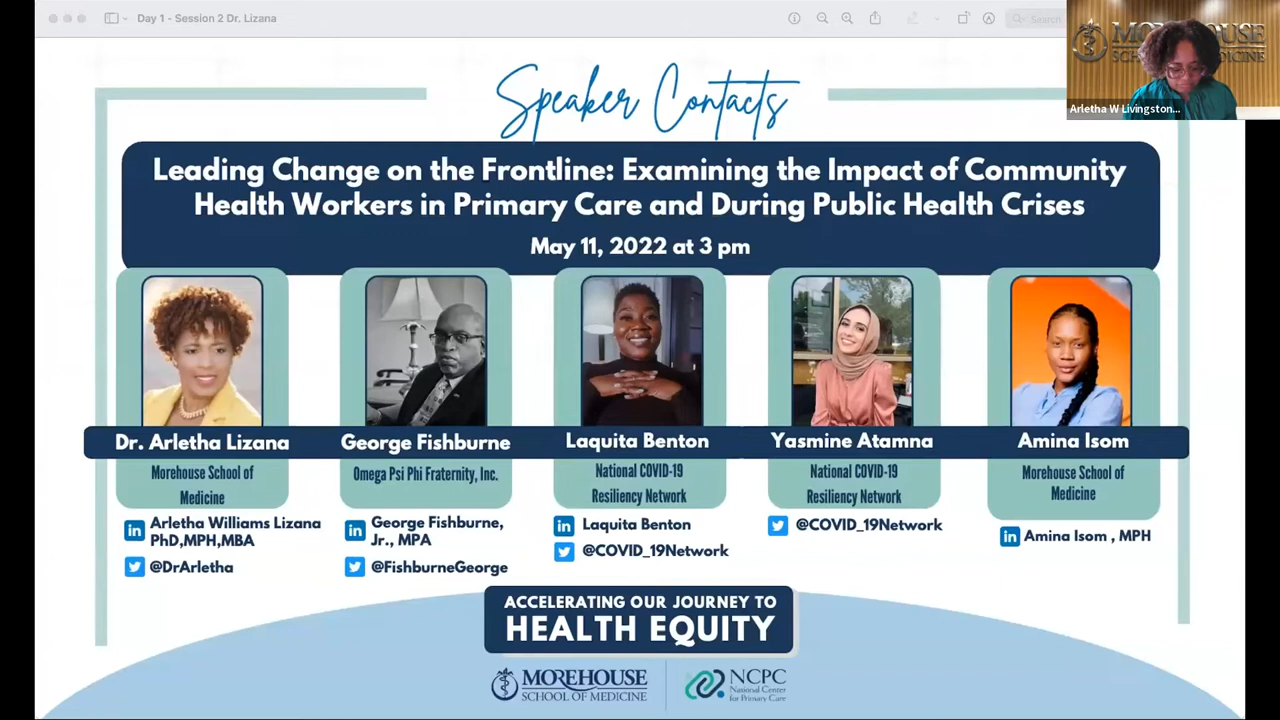 Day 1 - Session 2 Dr. Lizana
Search
MOREHOUSE
SCHOOL OF MEDICINE
Arletha W Livingston...
Speaker Contacts
Leading Change on the Frontline: Examining the Impact of Community
Health Workers in Primary Care and During Public Health Crises
May 11, 2022 at 3 pm
Dr. Arletha Lizana
Morehouse School of
Medicine
Arletha Williams Lizana
PhD,MPH,MBA
@DrArletha
George Fishburne
Omega Psi Phi Fraternity, Inc.
George Fishburne,
Jr., MPA
@FishburneGeorge
Laquita Benton
National COVID-19
Resiliency Network
Laquita Benton
@COVID_19Network
Yasmine Atamna
National COVID-19
Resiliency Network
@COVID_19Network
Amina Isom
Morehouse School of
Medicine
Amina Isom , MPH
ACCELERATING OUR JOURNEY TO
HEALTH EQUITY
MOREHOUSE
SCHOOL OF MEDICINE
NCPC
National Center
for Primary Care